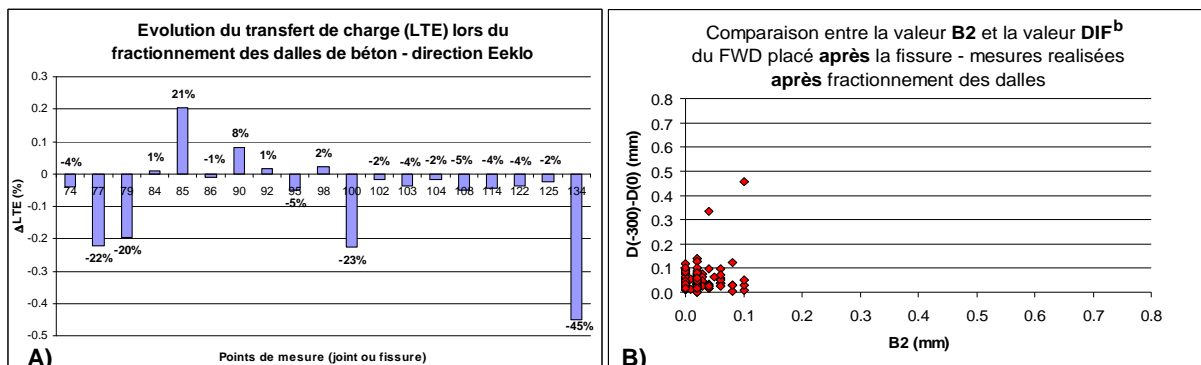 Evolution du transfert de charge (LTE) lors du
fractionnement des dalles de béton - direction Eeklo
0.3
0.2
0.1
0
-0.1
-0.2
-0.3
-0.4
-0.5
ΔLTE (%)
-4% -22% -20% 1% 21% -1% 8% 1% -5% 2% -23% -2% -4% -2% -5% -4% -4% -2% -45%
74 77 79 84 85 86 90 92 95 98 100 102 103 104 108 114 122 125 134
Points de mesure (joint ou fissure)
A)
Comparaison entre la valeur B2 et la valeur DIFb
du FWD placé après la fissure - mesures realisées
après fractionnement des dalles
0.8
0.7
0.6
0.5
0.4
0.3
0.2
0.1
0.0
D(-300)-D(0) (mm)
0.0 0.1 0.2 0.3 0.4 0.5 0.6 0.7 0.8
B2 (mm)
B)